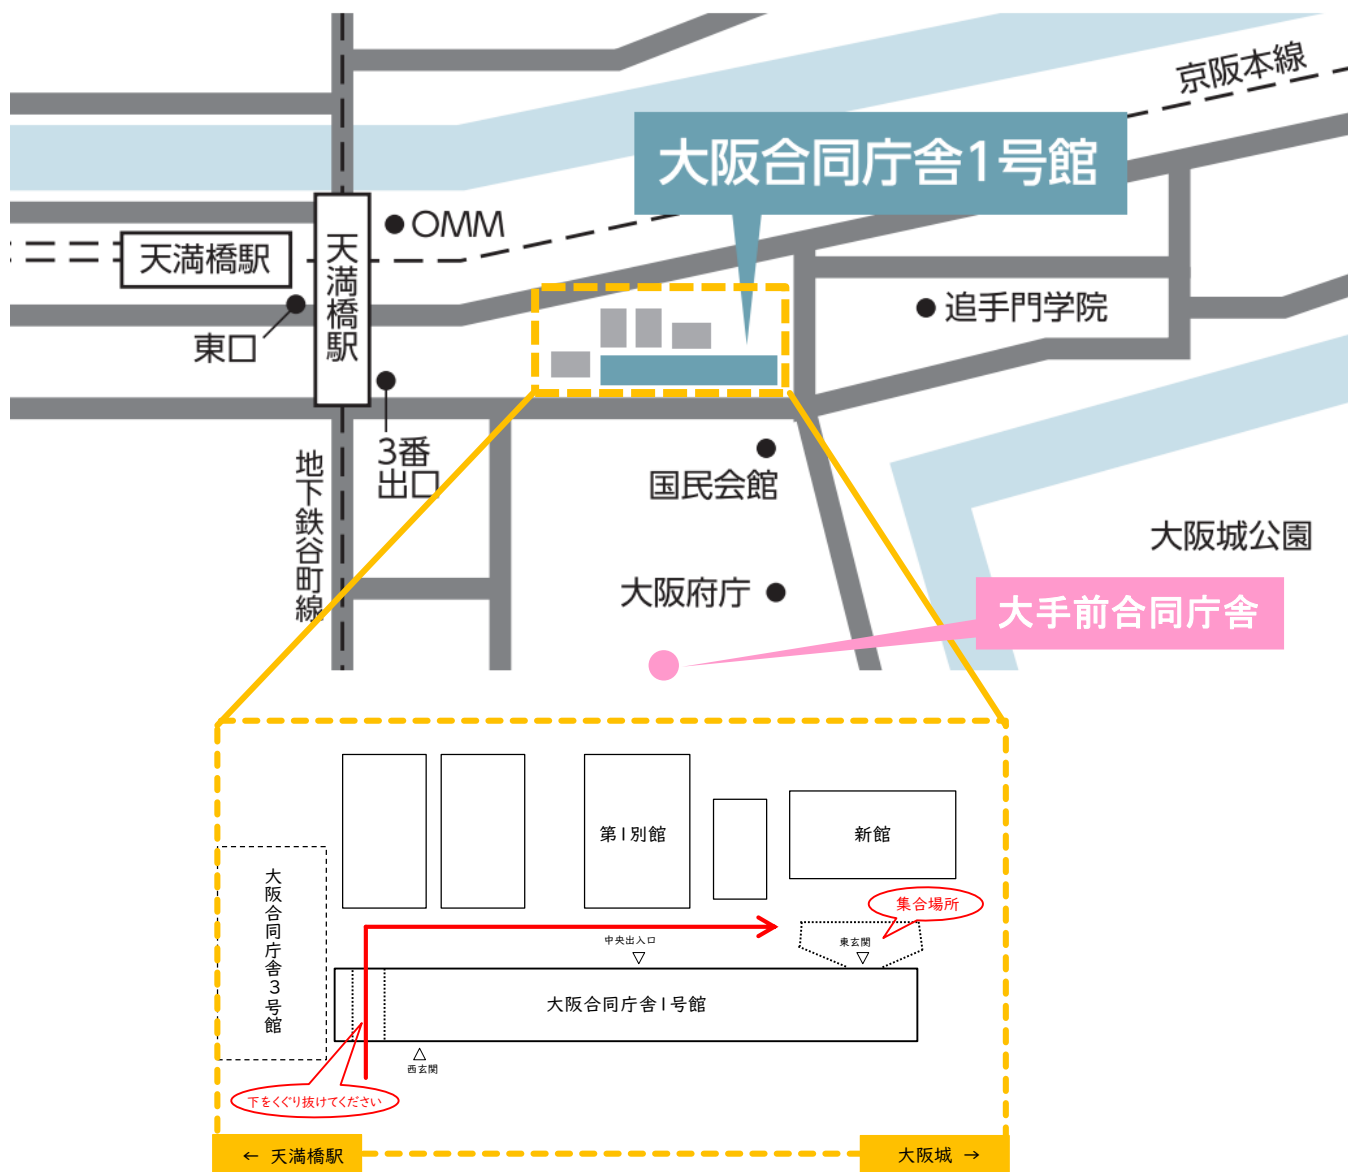 京阪本線
大阪合同庁舎1号館
OMM
天満橋駅
天満橋駅
追手門学院
東口
3番
出口
地下鉄谷町線
国民会館
大阪城公園
大阪府庁
大手前合同庁舎
第1別館
新館
大阪合同庁舎3号館
集合場所
中央出入口
東玄関
大阪合同庁舎1号館
西玄関
下をくぐり抜けてください
← 天満橋駅
大阪城 →